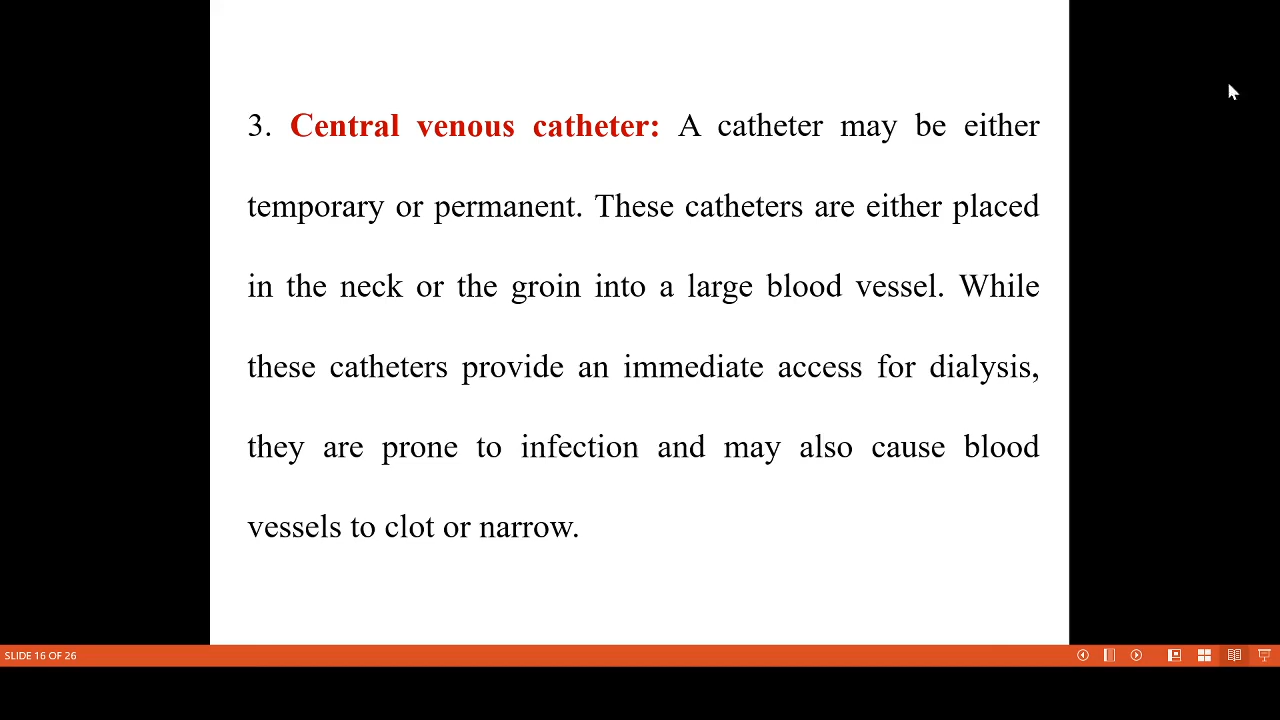 3. Central venous catheter: A catheter may be either
temporary or permanent. These catheters are either placed
in the neck or the groin into a large blood vessel. While
these catheters provide an immediate access for dialysis,
they are prone to infection and may also cause blood
vessels to clot or narrow.
SLIDE 16 OF 26